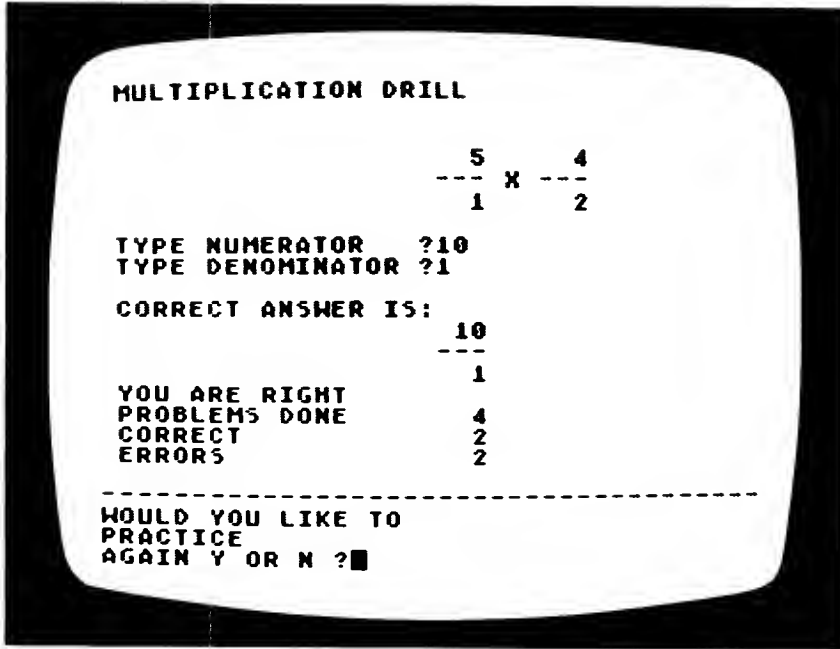 MULTIPLICATION DRILL
5 4
--- X ---
1 2
TYPE NUMERATOR ?10
TYPE DENOMINATOR ?1
CORRECT ANSWER IS:
10
---
1
YOU ARE RIGHT
PROBLEMS DONE 4
CORRECT 2
ERRORS 2
---------------------------------------
WOULD YOU LIKE TO
PRACTICE
AGAIN Y OR N ?